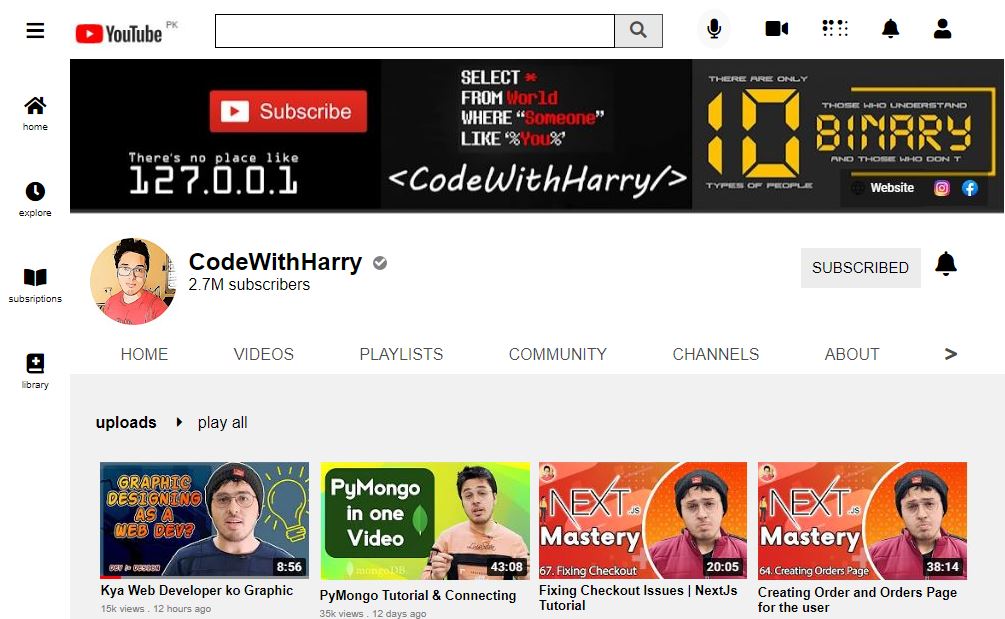 YouTube PK
home
explore
subsriptions
library
Subscribe
There's no place like
127.0.0.1
SELECT *
FROM World
WHERE “Someone”
LIKE ‘%You%’
<CodeWithHarry/>
THERE ARE ONLY
10
TYPES OF PEOPLE
THOSE WHO UNDERSTAND
BINARY
AND THOSE WHO DON T
Website
CodeWithHarry
2.7M subscribers
SUBSCRIBED
HOME VIDEOS PLAYLISTS COMMUNITY CHANNELS ABOUT >
uploads play all
GRAPHIC
DESIGNING
AS A
WEB DEV?
DEV I> DESIGN
8:56
Kya Web Developer ko Graphic
15k views . 12 hours ago
PyMongo
in one
Video
mongoDB
43:08
PyMongo Tutorial & Connecting
35k views . 12 days ago
NEXT.JS
Mastery
67. Fixing Checkout
20:05
Fixing Checkout Issues | NextJs
Tutorial
NEXT.JS
Mastery
64. Creating Orders Page
38:14
Creating Order and Orders Page
for the user